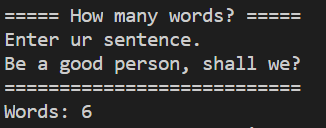 ===== How many words? =====
Enter ur sentence.
Be a good person, shall we?
===========================
Words: 6